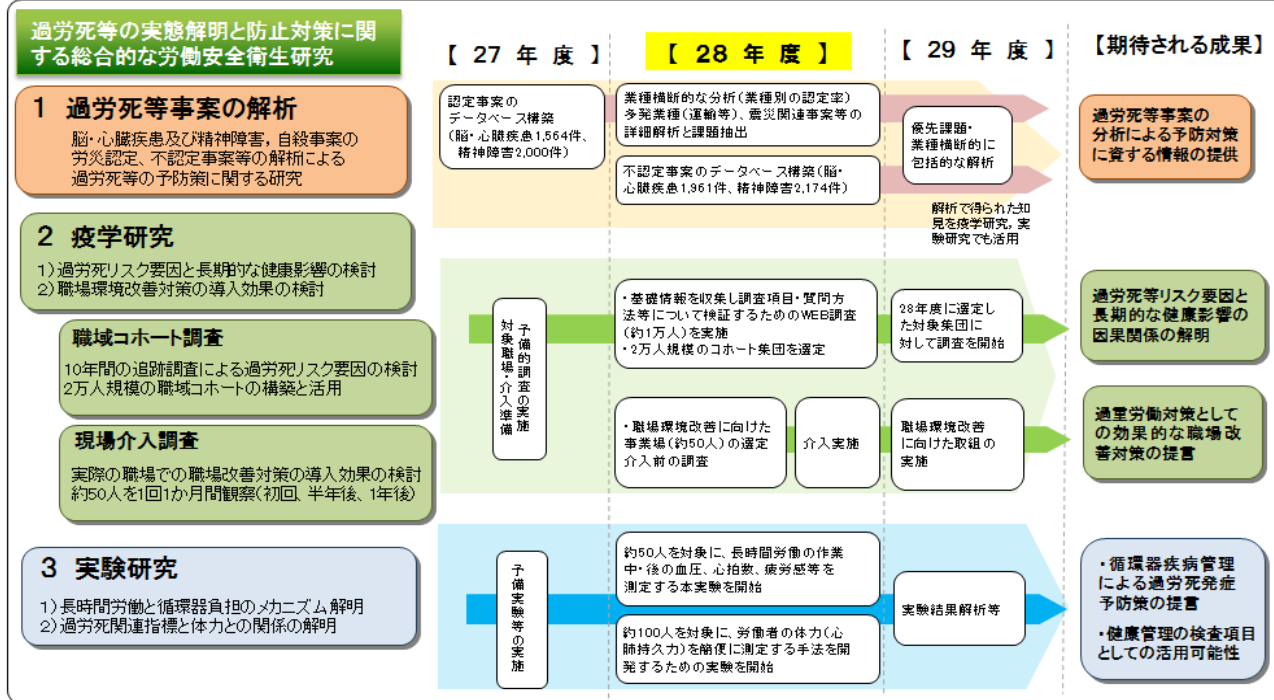 過労死等の実態解明と防止対策に関
する総合的な労働安全衛生研究
【 27 年 度 】
【 28 年 度 】
【 29 年 度 】
【期待される成果】
1 過労死等事案の解析
脳・心臓疾患及び精神障害，自殺事案の
労災認定、不認定事案等の解析による
過労死等の予防策に関する研究
認定事案の
データベース構築
(脳・心臓疾患1,564件、
精神障害2,000件)
業種横断的な分析(業種別の認定率)
多発業種(運輸等)、震災関連事案等の
詳細解析と課題抽出
不認定事案のデータベース構築(脳・
心臓疾患1,961件、精神障害2,174件)
優先課題・
業種横断的に
包括的な解析
解析で得られた知
見を疫学研究，実
験研究でも活用
過労死等事案の
分析による予防対策
に資する情報の提供
2 疫学研究
1)過労死リスク要因と長期的な健康影響の検討
2)職場環境改善対策の導入効果の検討
職域コホート調査
10年間の追跡調査による過労死リスク要因の検討
2万人規模の職域コホートの構築と活用
現場介入調査
実際の職場での職場改善対策の導入効果の検討
約50人を1回1か月間観察(初回、半年後、1年後)
予備的調査の実施
対象職場・介入準備
・基礎情報を収集し調査項目・質問方
法等について検証するためのWEB調査
(約1万人)を実施
・2万人規模のコホート集団を選定
28年度に選定し
た対象集団に
対して調査を開始
過労死等リスク要因と
長期的な健康影響の
因果関係の解明
・職場環境改善に向けた
事業場(約50人)の選定
介入前の調査
介入実施
職場環境改善
に向けた取組の
実施
過重労働対策として
の効果的な職場改
善対策の提言
3 実験研究
1)長時間労働と循環器負担のメカニズム解明
2)過労死関連指標と体力との関係の解明
予備実験等の実施
約50人を対象に、長時間労働の作業
中・後の血圧、心拍数、疲労感等を
測定する本実験を開始
約100人を対象に、労働者の体力(心
肺持久力)を簡便に測定する手法を開
発するための実験を開始
実験結果解析等
・循環器疾病管理
による過労死発症
予防策の提言
・健康管理の検査項目
としての活用可能性